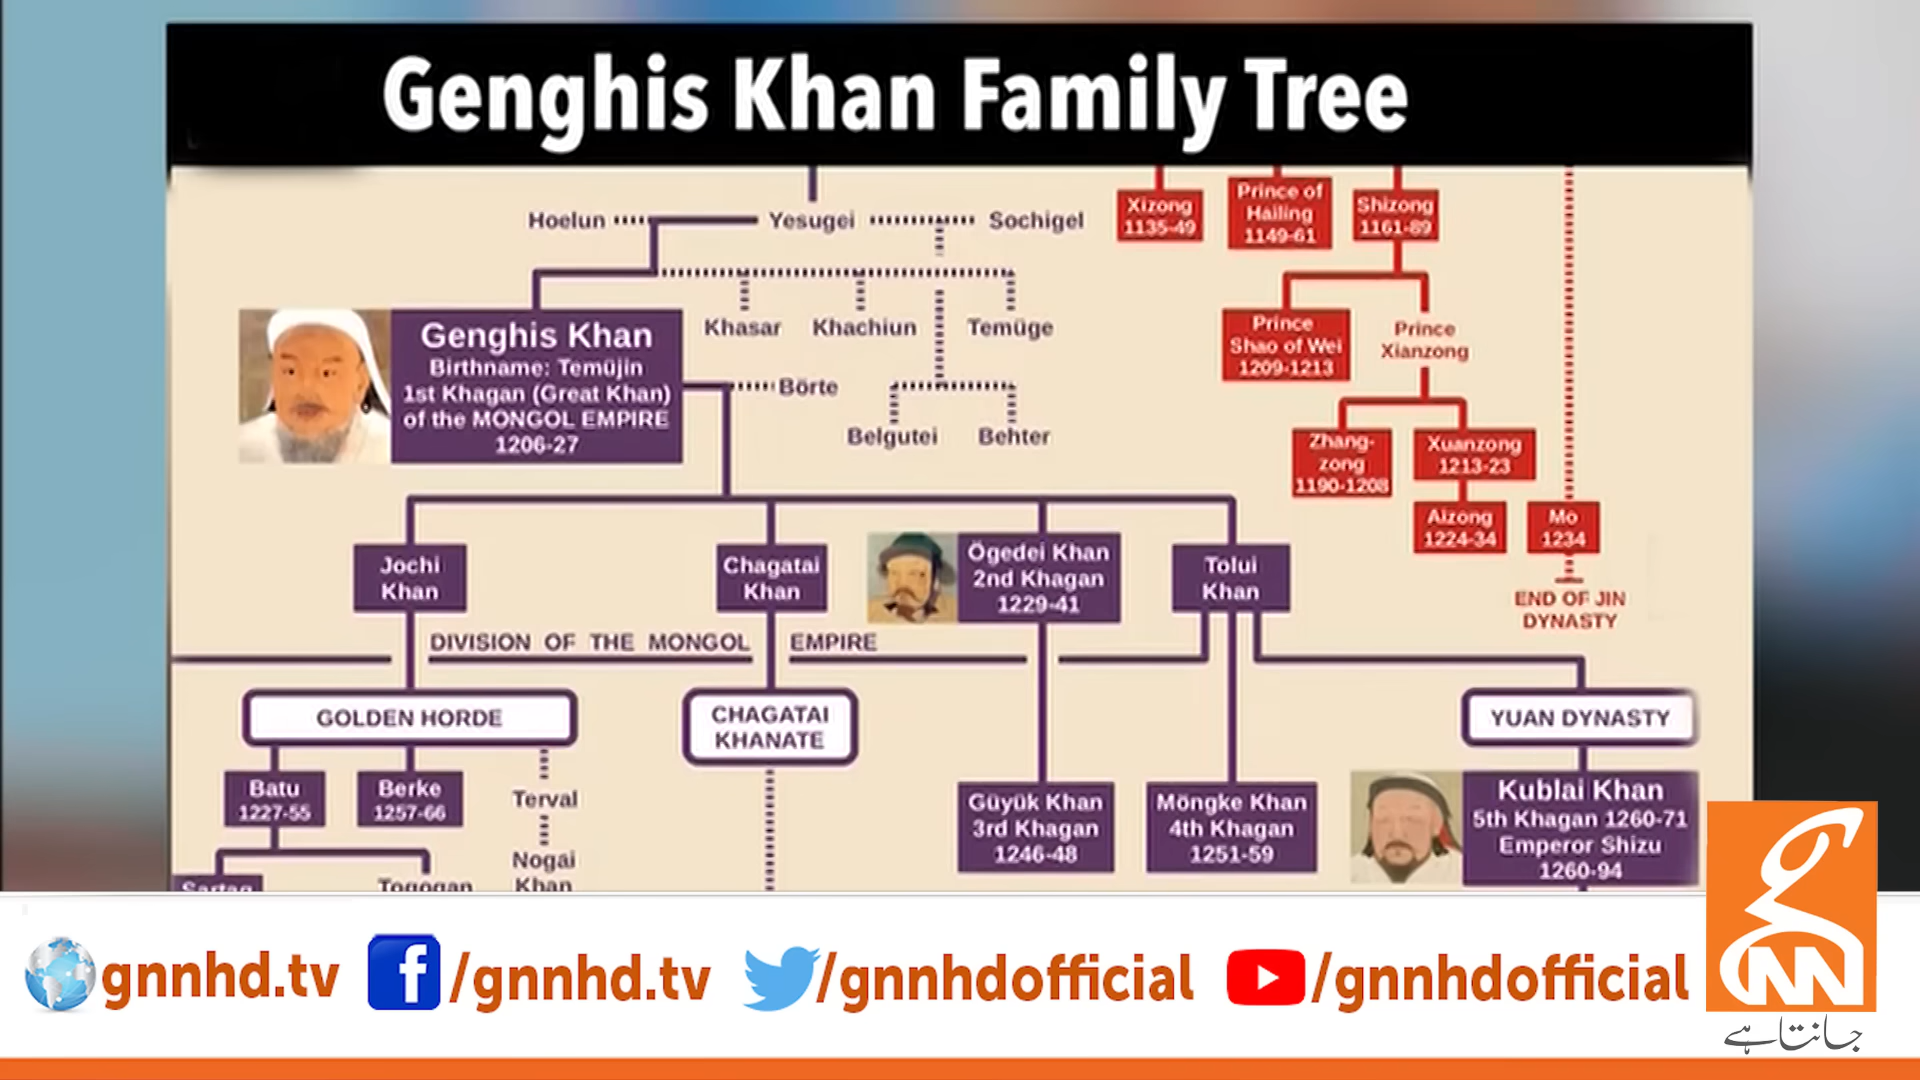 Genghis Khan Family Tree
Hoelun
Yesugei
Sochigel
Xizong
1135-49
Prince of
Hailing
1149-61
Shizong
1161-89
Genghis Khan
Birthname: Temüjin
1st Khagan (Great Khan)
of the MONGOL EMPIRE
1206-27
Khasar
Khachiun
Temüge
Börte
Belgutei
Behter
Prince
Shao of Wei
1209-1213
Prince
Xianzong
Zhang-
zong
1190-1208
Xuanzong
1213-23
Aizong
1224-34
Mo
1234
END OF JIN
DYNASTY
Jochi
Khan
Chagatai
Khan
Ögedei Khan
2nd Khagan
1229-41
Tolui
Khan
DIVISION OF THE MONGOL EMPIRE
GOLDEN HORDE
CHAGATAI
KHANATE
YUAN DYNASTY
Batu
1227-55
Berke
1257-66
Terval
Nogai
Khan
Sartaq
Togogan
Güyük Khan
3rd Khagan
1246-48
Möngke Khan
4th Khagan
1251-59
Kublai Khan
5th Khagan 1260-71
Emperor Shizu
1260-94
gnnhd.tv
/gnnhd.tv
/gnnhdofficial
/gnnhdofficial
GNN
جانتا ہے